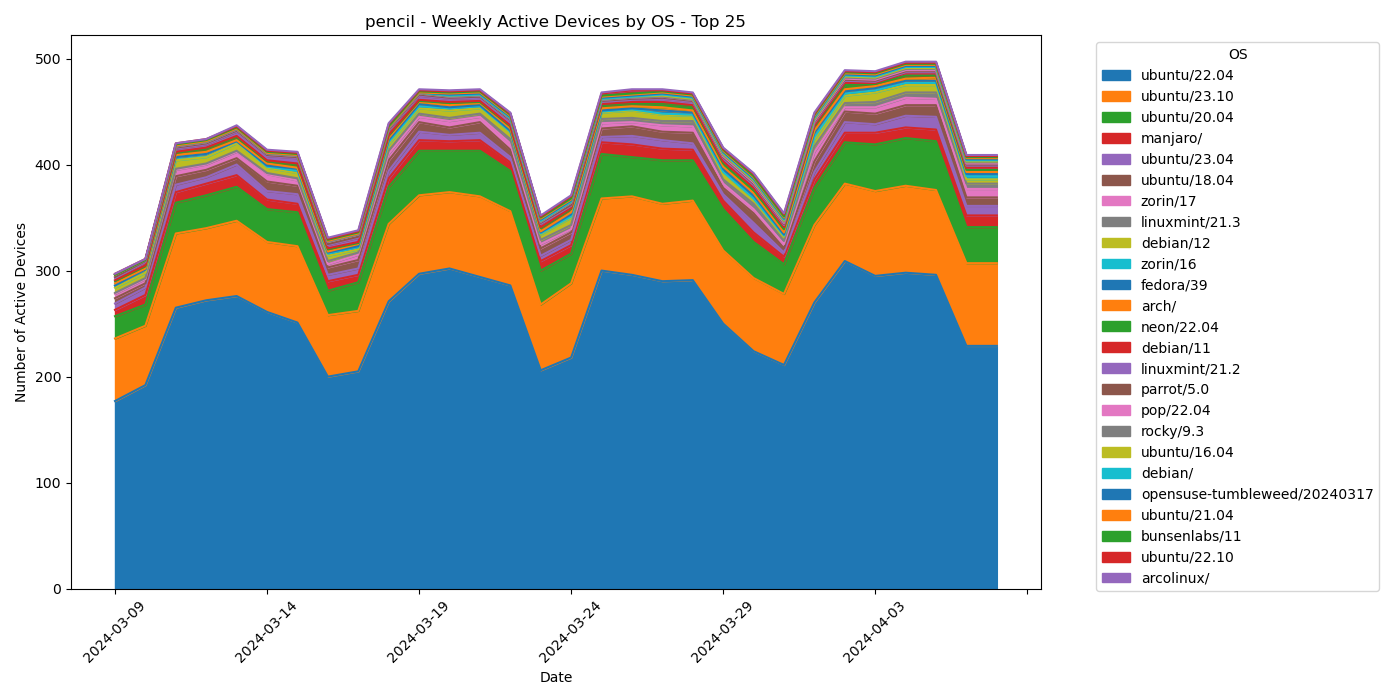 pencil - Weekly Active Devices by OS - Top 25
Number of Active Devices
500
400
300
200
100
0
2024-03-09
2024-03-14
2024-03-19
2024-03-24
2024-03-29
2024-04-03
Date
OS
ubuntu/22.04
ubuntu/23.10
ubuntu/20.04
manjaro/
ubuntu/23.04
ubuntu/18.04
zorin/17
linuxmint/21.3
debian/12
zorin/16
fedora/39
arch/
neon/22.04
debian/11
linuxmint/21.2
parrot/5.0
pop/22.04
rocky/9.3
ubuntu/16.04
debian/
opensuse-tumbleweed/20240317
ubuntu/21.04
bunsenlabs/11
ubuntu/22.10
arcolinux/